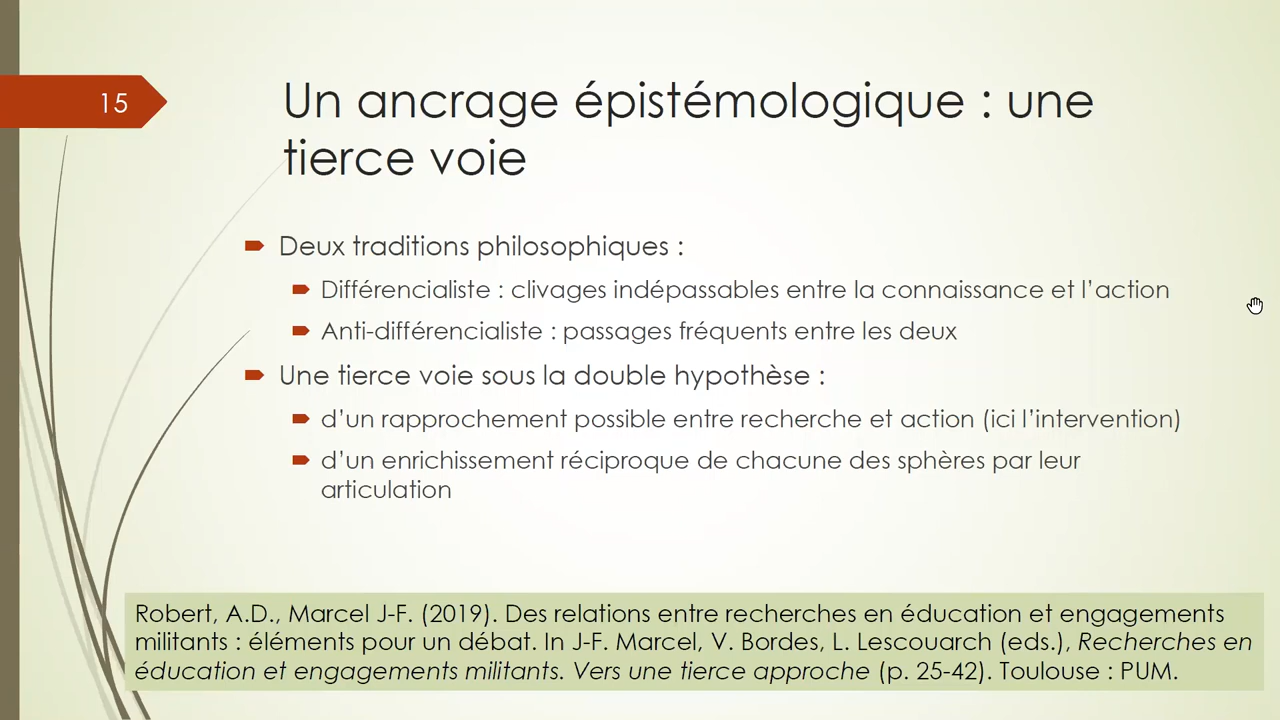 15
Un ancrage épistémologique : une
tierce voie
Deux traditions philosophiques :
Différencialiste : clivages indépassables entre la connaissance et l’action
Anti-différencialiste : passages fréquents entre les deux
Une tierce voie sous la double hypothèse :
d’un rapprochement possible entre recherche et action (ici l’intervention)
d’un enrichissement réciproque de chacune des sphères par leur
articulation
Robert, A.D., Marcel J-F. (2019). Des relations entre recherches en éducation et engagements
militants : éléments pour un débat. In J-F. Marcel, V. Bordes, L. Lescouarch (eds.), Recherches en
éducation et engagements militants. Vers une tierce approche (p. 25-42). Toulouse : PUM.